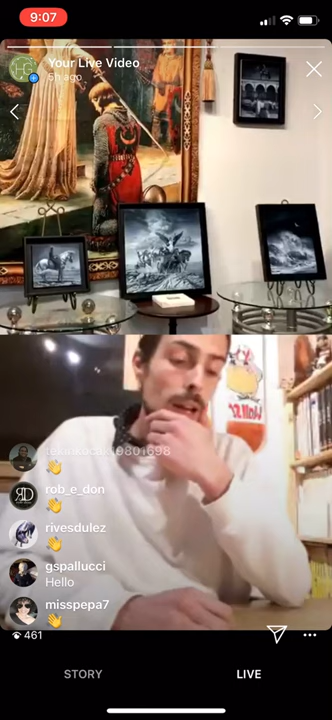 9:07
Your Live Video
5h ago
rob_e_don
rivesdulez
gspallucci
Hello
misspepa7
461
STORY
LIVE